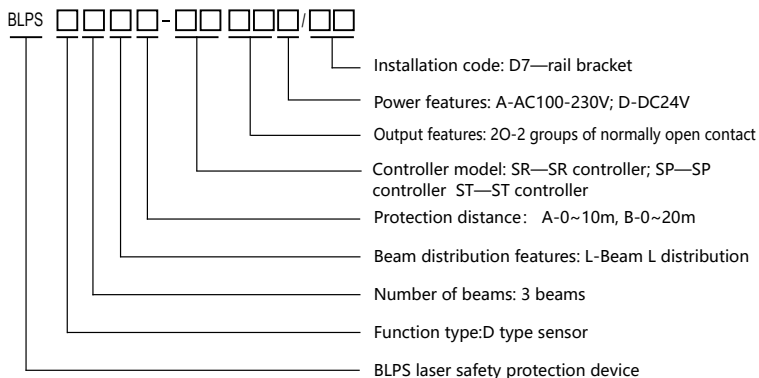 BLPS □□□□-□□ □□□/□□
Installation code: D7—rail bracket
Power features: A-AC100-230V; D-DC24V
Output features: 2O-2 groups of normally open contact
Controller model: SR—SR controller; SP—SP
controller ST—ST controller
Protection distance: A-0~10m, B-0~20m
Beam distribution features: L-Beam L distribution
Number of beams: 3 beams
Function type:D type sensor
BLPS laser safety protection device